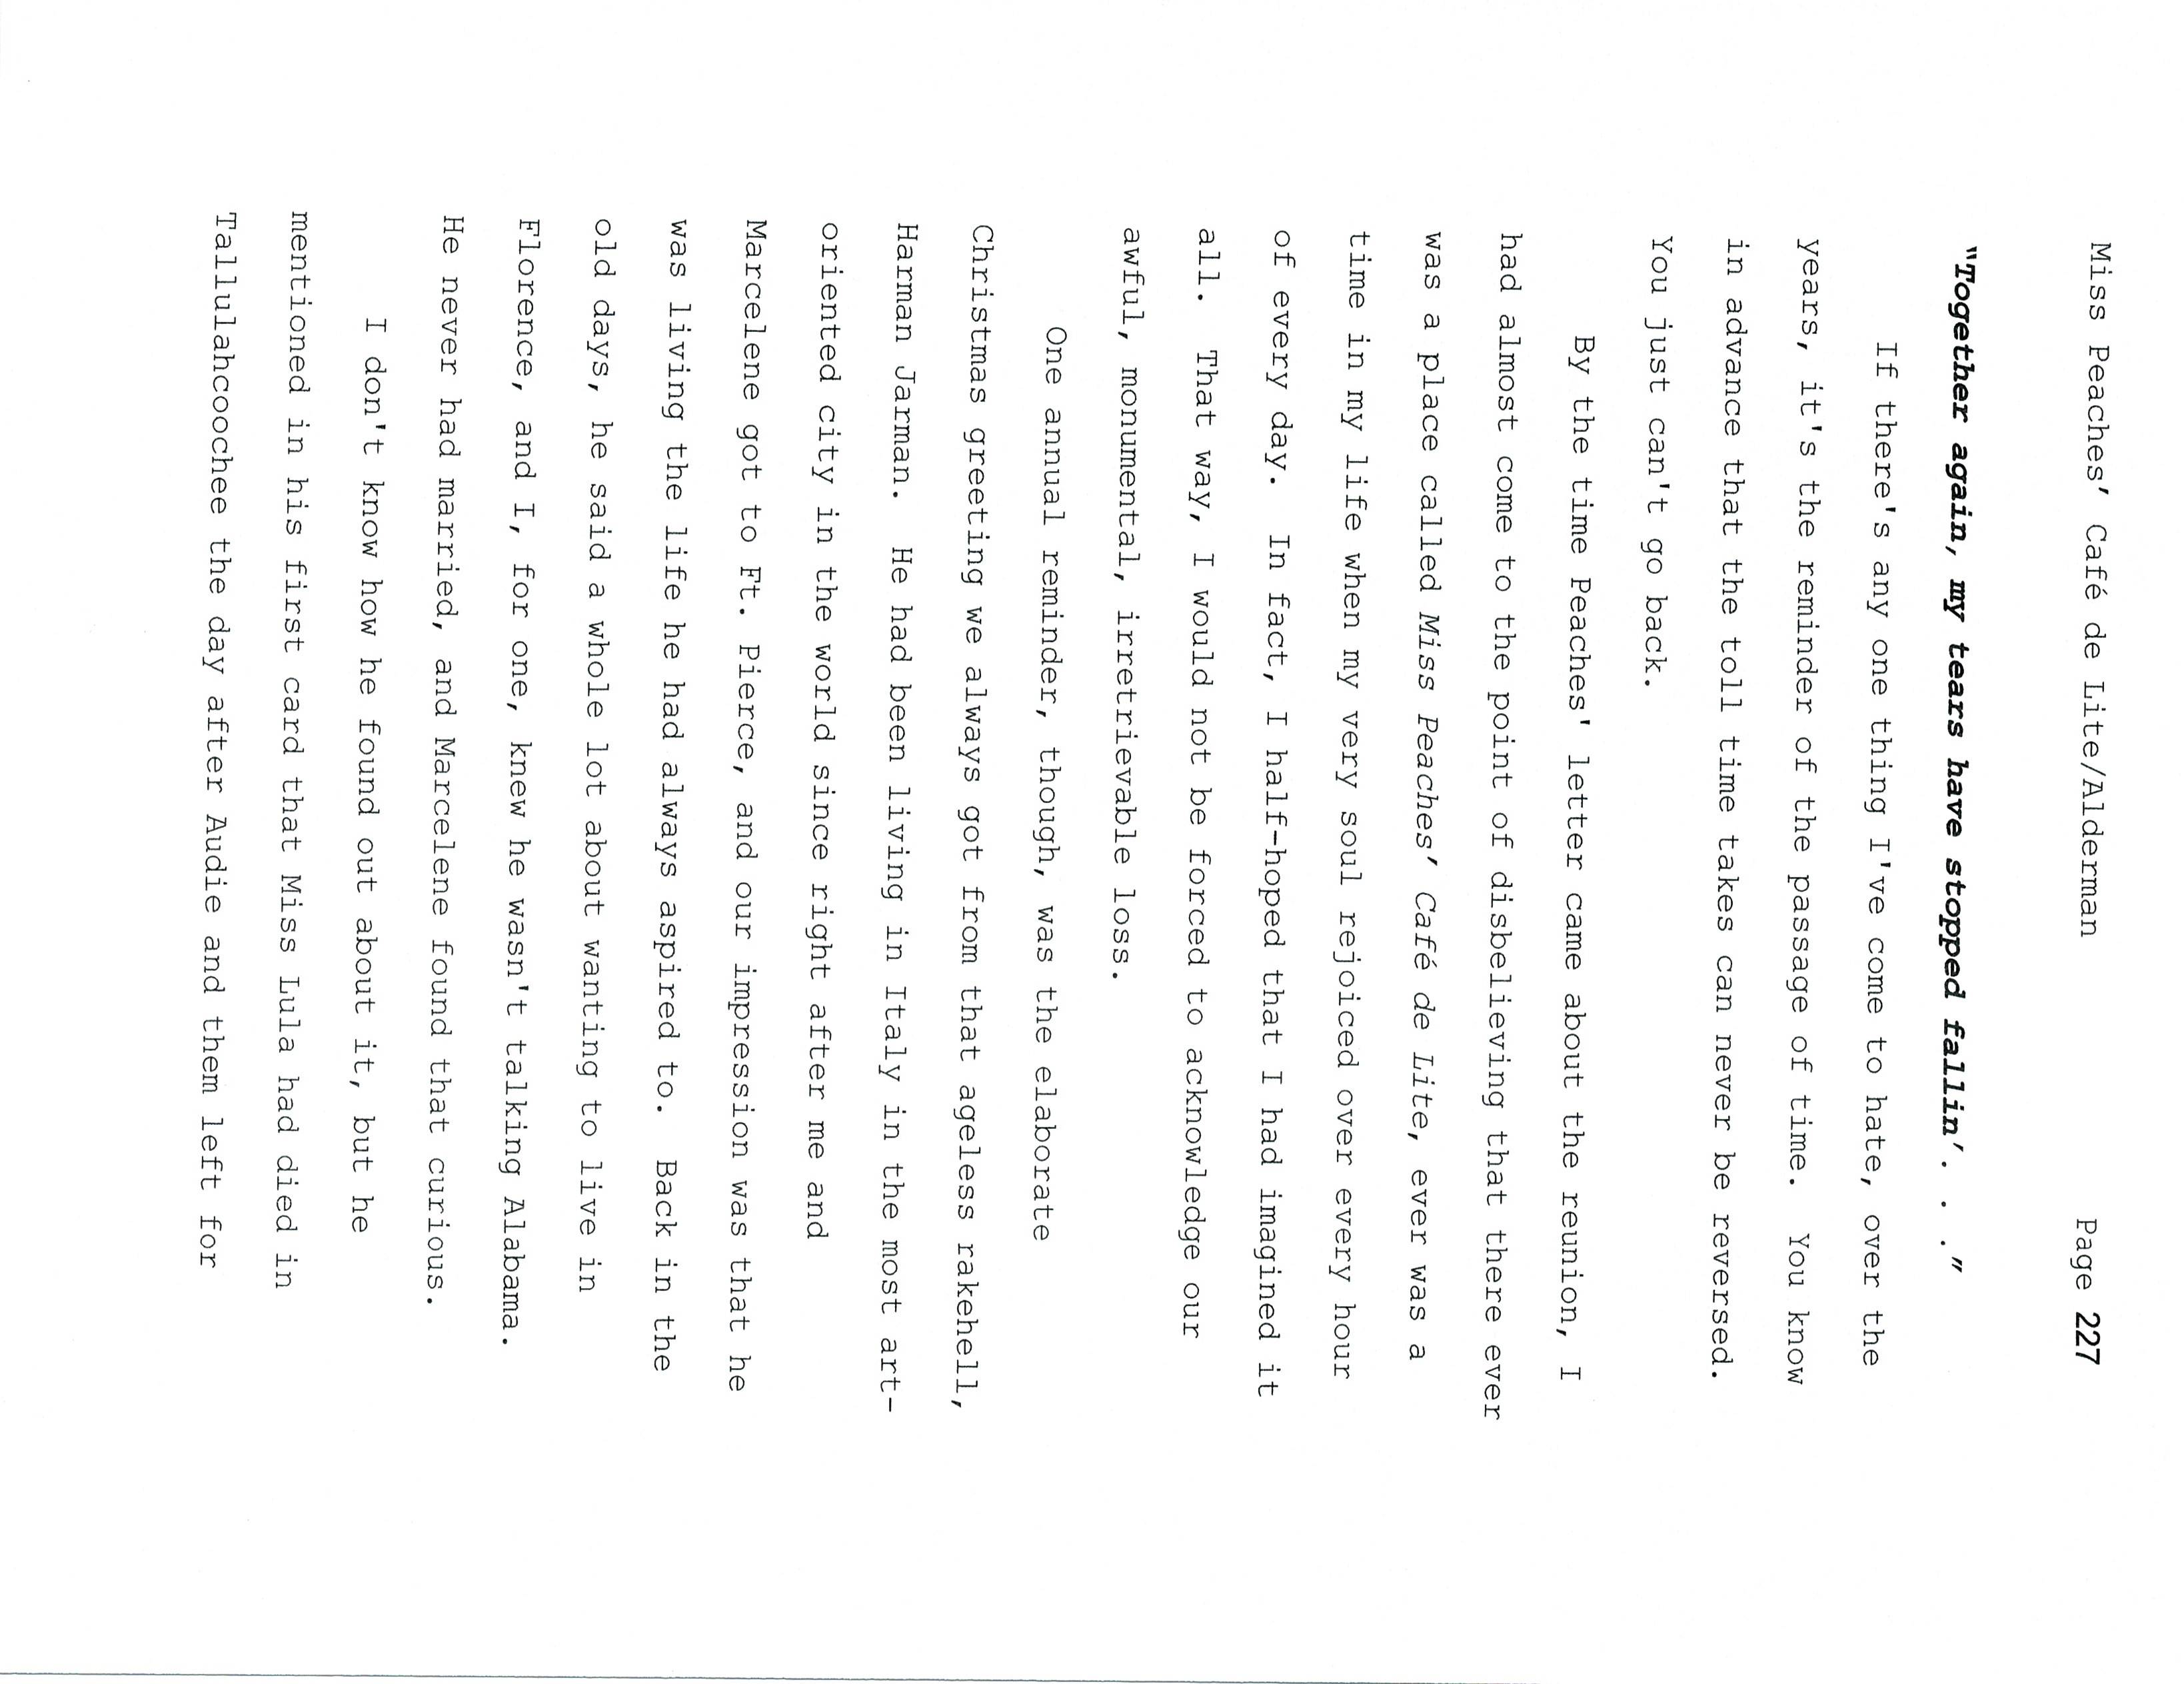 Miss Peaches' Café de Lite/Alderman Page 227
"Together again, my tears have stopped fallin'. . ."
If there's any one thing I've come to hate, over the
years, it's the reminder of the passage of time.  You know
in advance that the toll time takes can never be reversed.
You just can't go back.
By the time Peaches' letter came about the reunion, I
had almost come to the point of disbelieving that there ever
was a place called Miss Peaches' Café de Lite, ever was a
time in my life when my very soul rejoiced over every hour
of every day.  In fact, I half-hoped that I had imagined it
all.  That way, I would not be forced to acknowledge our
awful, monumental, irretrievable loss.
One annual reminder, though, was the elaborate
Christmas greeting we always got from that ageless rakehell,
Harman Jarman.  He had been living in Italy in the most art-
oriented city in the world since right after me and
Marcelene got to Ft. Pierce, and our impression was that he
was living the life he had always aspired to.  Back in the
old days, he said a whole lot about wanting to live in
Florence, and I, for one, knew he wasn't talking Alabama.
He never had married, and Marcelene found that curious.
I don't know how he found out about it, but he
mentioned in his first card that Miss Lula had died in
Tallulahcoochee the day after Audie and them left for